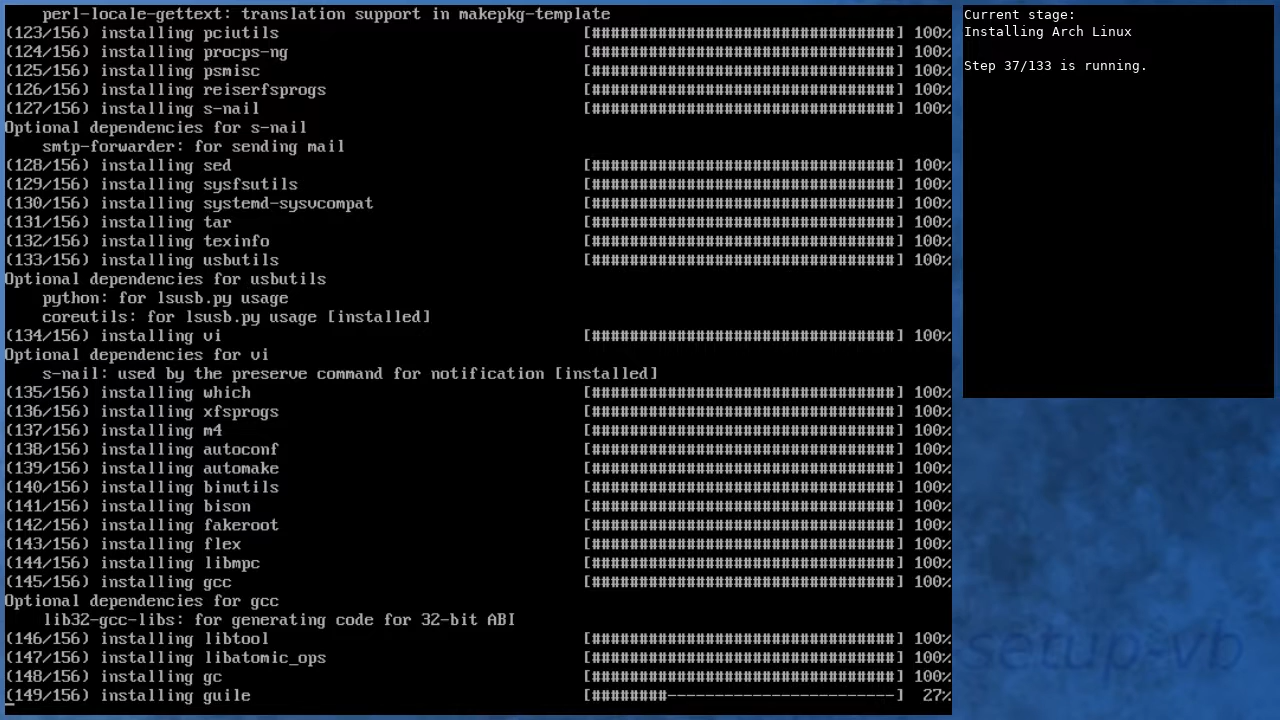 perl-locale-gettext: translation support in makepkg-template
(123/156) installing pciutils [################################] 100%
(124/156) installing procps-ng [################################] 100%
(125/156) installing psmisc [################################] 100%
(126/156) installing reiserfsprogs [################################] 100%
(127/156) installing s-nail [################################] 100%
Optional dependencies for s-nail
smtp-forwarder: for sending mail
(128/156) installing sed [################################] 100%
(129/156) installing sysfsutils [################################] 100%
(130/156) installing systemd-sysvcompat [################################] 100%
(131/156) installing tar [################################] 100%
(132/156) installing texinfo [################################] 100%
(133/156) installing usbutils [################################] 100%
Optional dependencies for usbutils
python: for lsusb.py usage
coreutils: for lsusb.py usage [installed]
(134/156) installing vi [################################] 100%
Optional dependencies for vi
s-nail: used by the preserve command for notification [installed]
(135/156) installing which [################################] 100%
(136/156) installing xfsprogs [################################] 100%
(137/156) installing m4 [################################] 100%
(138/156) installing autoconf [################################] 100%
(139/156) installing automake [################################] 100%
(140/156) installing binutils [################################] 100%
(141/156) installing bison [################################] 100%
(142/156) installing fakeroot [################################] 100%
(143/156) installing flex [################################] 100%
(144/156) installing libmpc [################################] 100%
(145/156) installing gcc [################################] 100%
Optional dependencies for gcc
lib32-gcc-libs: for generating code for 32-bit ABI
(146/156) installing libtool [################################] 100%
(147/156) installing libatomic_ops [################################] 100%
(148/156) installing gc [################################] 100%
(149/156) installing guile [########------------------------] 27%
Current stage:
Installing Arch Linux
Step 37/133 is running.
setup-vb